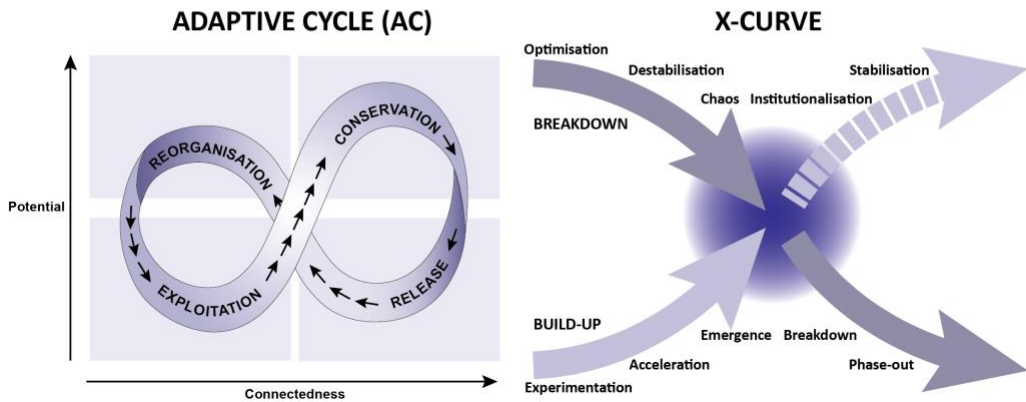 ADAPTIVE CYCLE (AC)
Potential
REORGANISATION
CONSERVATION
EXPLOITATION
RELEASE
Connectedness
X-CURVE
Optimisation
Destabilisation
Stabilisation
Chaos
Institutionalisation
BREAKDOWN
BUILD-UP
Emergence
Breakdown
Acceleration
Phase-out
Experimentation